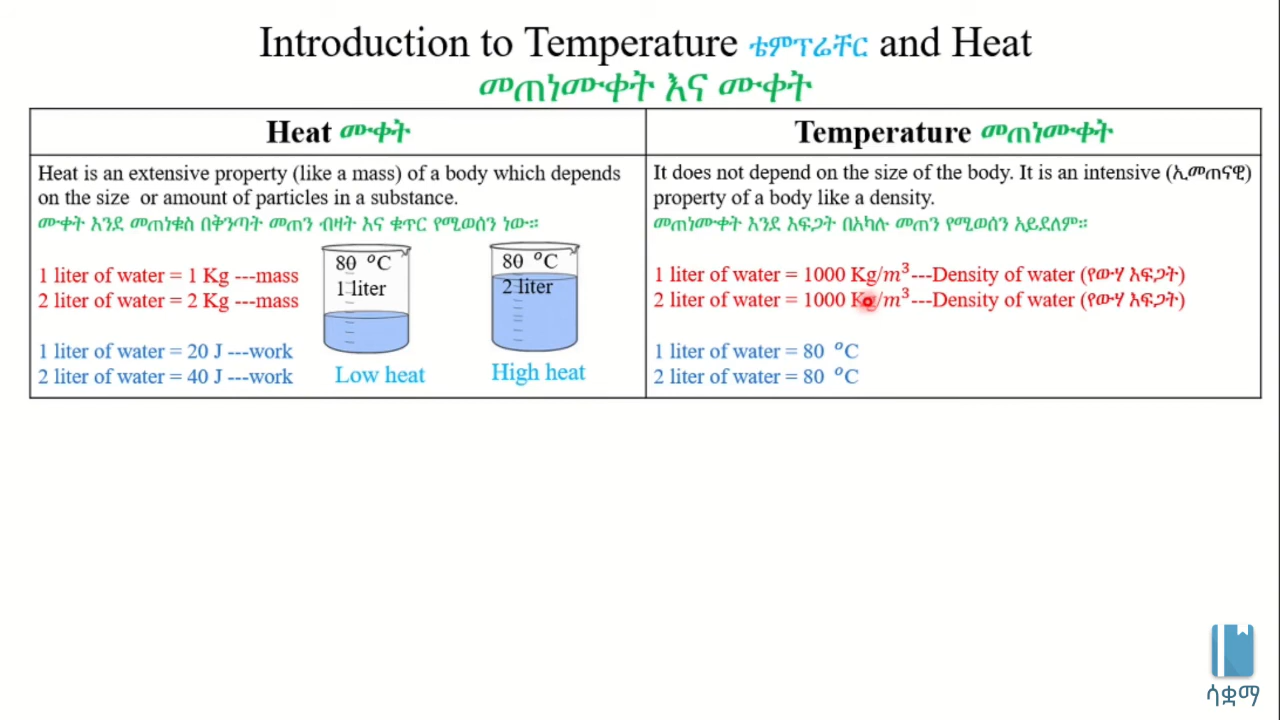 Introduction to Temperature ቴምፕሬቸር and Heat
መጠነሙቀት እና ሙቀት
Heat ሙቀት
Heat is an extensive property (like a mass) of a body which depends
on the size or amount of particles in a substance.
ሙቀት እንደ መጠነቁስ በቅንጣት መጠን ብዛት እና ቁጥር የሚወሰን ነው።
1 liter of water = 1 Kg ---mass
2 liter of water = 2 Kg ---mass
1 liter of water = 20 J ---work
2 liter of water = 40 J ---work
80 °C
1 liter
Low heat
80 °C
2 liter
High heat
Temperature መጠነሙቀት
It does not depend on the size of the body. It is an intensive (ኢመጠናዊ)
property of a body like a density.
መጠነሙቀት እንደ እፍጋት በአካሉ መጠን የሚወሰን አይደለም።
1 liter of water = 1000 Kg/m³---Density of water (የውሃ እፍጋት)
2 liter of water = 1000 Kg/m³---Density of water (የውሃ እፍጋት)
1 liter of water = 80 °C
2 liter of water = 80 °C
ሳቋማ